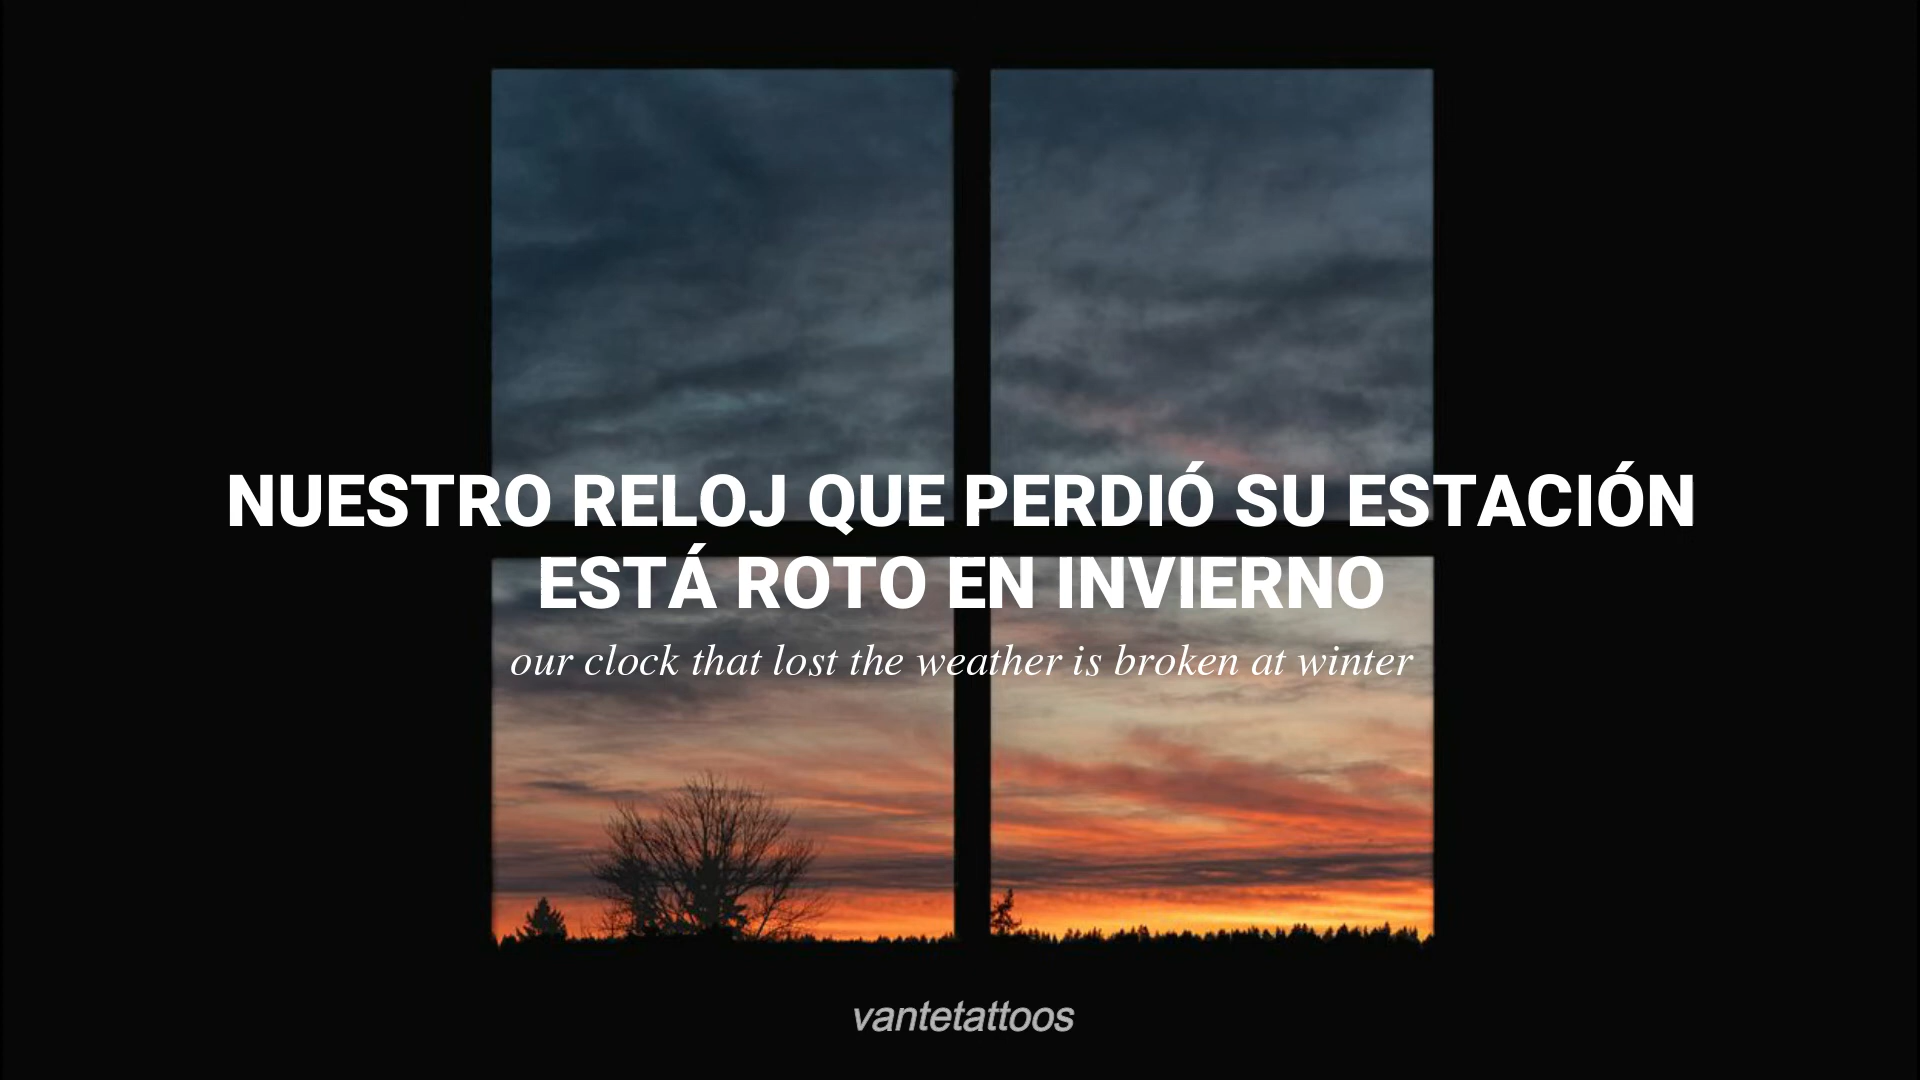 NUESTRO RELOJ QUE PERDIÓ SU ESTACIÓN
ESTÁ ROTO EN INVIERNO
our clock that lost the weather is broken at winter
vantetattoos